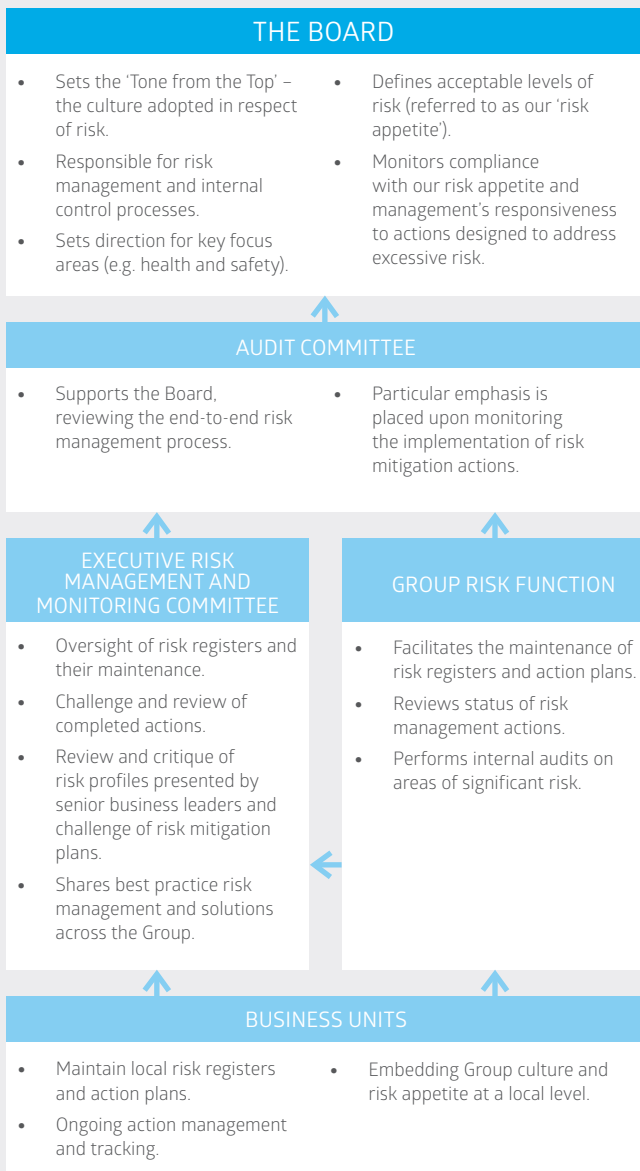 THE BOARD
• Sets the ‘Tone from the Top’ –
the culture adopted in respect
of risk.
• Responsible for risk
management and internal
control processes.
• Sets direction for key focus
areas (e.g. health and safety).
• Defines acceptable levels of
risk (referred to as our ‘risk
appetite’).
• Monitors compliance
with our risk appetite and
management’s responsiveness
to actions designed to address
excessive risk.
AUDIT COMMITTEE
• Supports the Board,
reviewing the end-to-end risk
management process.
• Particular emphasis is
placed upon monitoring
the implementation of risk
mitigation actions.
EXECUTIVE RISK
MANAGEMENT AND
MONITORING COMMITTEE
• Oversight of risk registers and
their maintenance.
• Challenge and review of
completed actions.
• Review and critique of
risk profiles presented by
senior business leaders and
challenge of risk mitigation
plans.
• Shares best practice risk
management and solutions
across the Group.
GROUP RISK FUNCTION
• Facilitates the maintenance of
risk registers and action plans.
• Reviews status of risk
management actions.
• Performs internal audits on
areas of significant risk.
BUSINESS UNITS
• Maintain local risk registers
and action plans.
• Ongoing action management
and tracking.
• Embedding Group culture and
risk appetite at a local level.